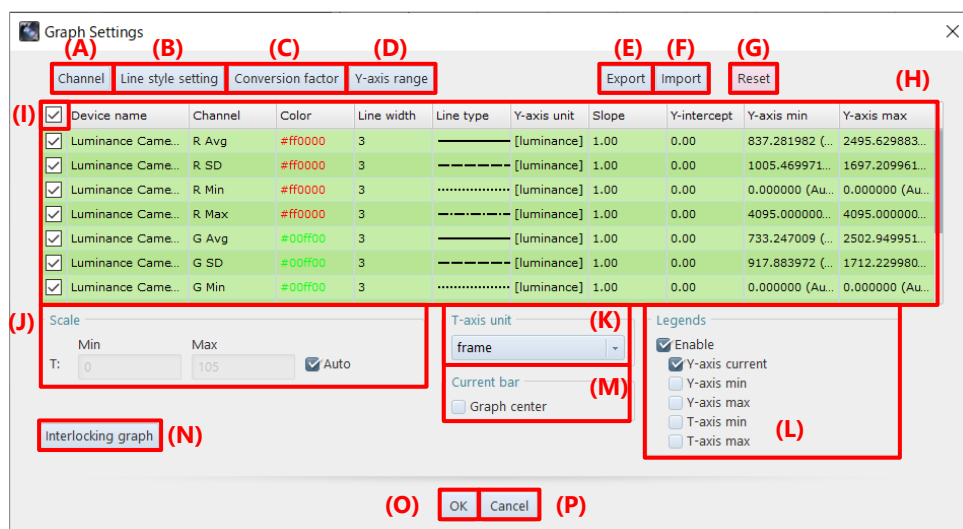 Graph Settings
(A) (B) (C) (D) (E) (F) (G)
Channel Line style setting Conversion factor Y-axis range Export Import Reset (H)
(I) Device name Channel Color Line width Line type Y-axis unit Slope Y-intercept Y-axis min Y-axis max
Luminance Came... R Avg #ff0000 3 [luminance] 1.00 0.00 837.281982 (... 2495.629883...
Luminance Came... R SD #ff0000 3 [luminance] 1.00 0.00 1005.469971... 1697.209961...
Luminance Came... R Min #ff0000 3 [luminance] 1.00 0.00 0.000000 (Au... 0.000000 (Au...
Luminance Came... R Max #ff0000 3 [luminance] 1.00 0.00 4095.000000... 4095.000000...
Luminance Came... G Avg #00ff00 3 [luminance] 1.00 0.00 733.247009 (... 2502.949951...
Luminance Came... G SD #00ff00 3 [luminance] 1.00 0.00 917.883972 (... 1712.229980...
Luminance Came... G Min #00ff00 3 [luminance] 1.00 0.00 0.000000 (Au... 0.000000 (Au...
(J) Scale
Min Max
T: 0 105 Auto
T-axis unit (K)
frame
Current bar (M)
Graph center
Legends
Enable
Y-axis current
Y-axis min
Y-axis max
T-axis min (L)
T-axis max
Interlocking graph (N)
(O) OK Cancel (P)